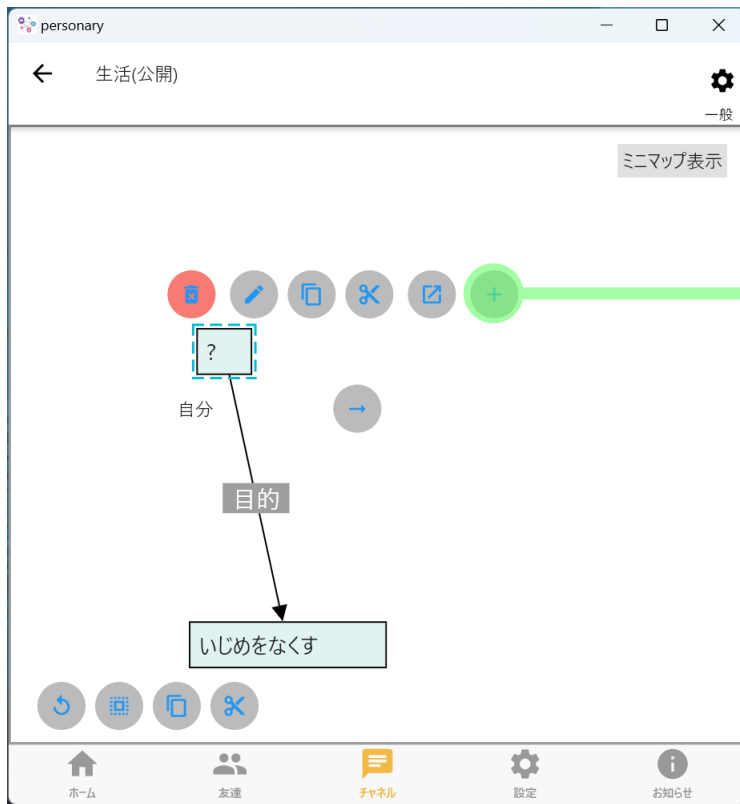 personary
生活(公開)
一般
ミニマップ表示
?
自分
目的
いじめをなくす
ホーム
友達
チャネル
設定
お知らせ